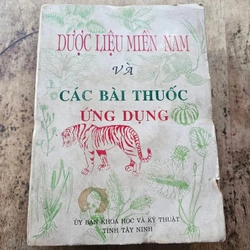 DƯỢC LIỆU MIỀN NAM
VÀ
CÁC BÀI THUỐC
ỨNG DỤNG
ỦY BAN KHOA HỌC VÀ KỸ THUẬT
TỈNH TÂY NINH